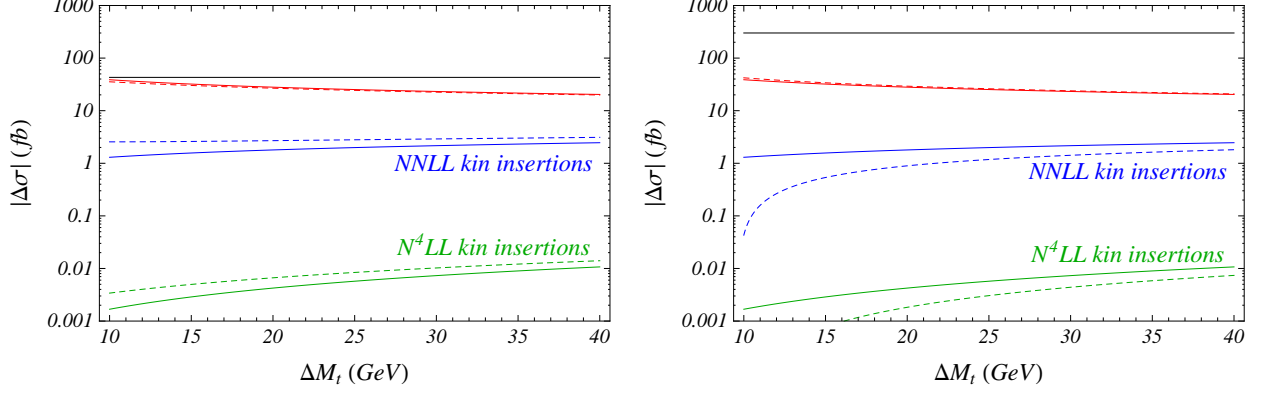 1000
100
10
1
0.1
0.01
0.001
|Δσ| (fb)
NNLL kin insertions
N⁴LL kin insertions
10 15 20 25 30 35 40
ΔMₜ (GeV)
1000
100
10
1
0.1
0.01
0.001
|Δσ| (fb)
NNLL kin insertions
N⁴LL kin insertions
10 15 20 25 30 35 40
ΔMₜ (GeV)